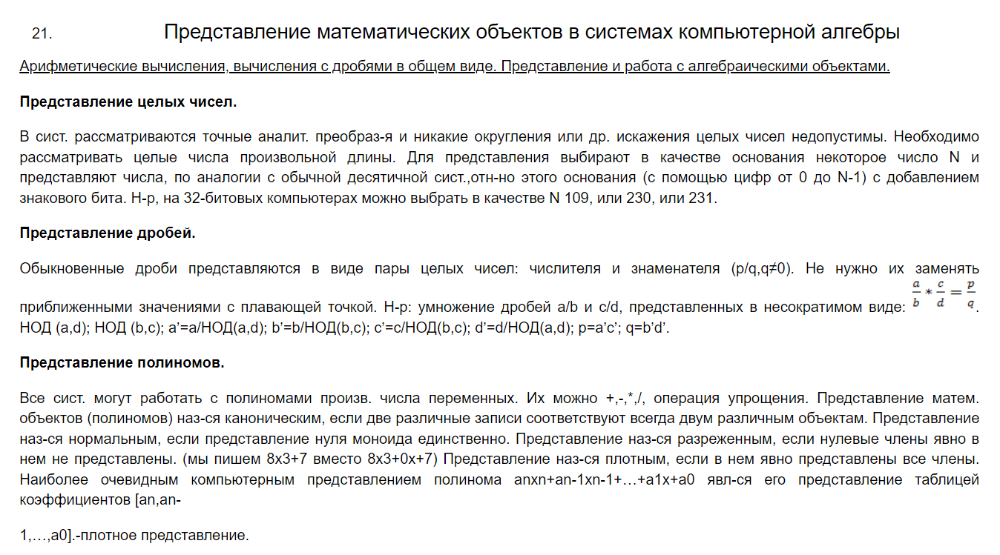 21. Представление математических объектов в системах компьютерной алгебры
Арифметические вычисления, вычисления с дробями в общем виде. Представление и работа с алгебраическими объектами.
Представление целых чисел.
В сист. рассматриваются точные аналит. преобраз-я и никакие округления или др. искажения целых чисел недопустимы. Необходимо
рассматривать целые числа произвольной длины. Для представления выбирают в качестве основания некоторое число N и
представляют числа, по аналогии с обычной десятичной сист.,отн-но этого основания (с помощью цифр от 0 до N-1) с добавлением
знакового бита. Н-р, на 32-битовых компьютерах можно выбрать в качестве N 109, или 230, или 231.
Представление дробей.
Обыкновенные дроби представляются в виде пары целых чисел: числителя и знаменателя (p/q,q≠0). Не нужно их заменять
приближенными значениями с плавающей точкой. Н-р: умножение дробей a/b и c/d, представленных в несократимом виде: a/b * c/d = p/q.
НОД (a,d); НОД (b,c); a’=a/НОД(a,d); b’=b/НОД(b,c); c’=c/НОД(b,c); d’=d/НОД(a,d); p=a’c’; q=b’d’.
Представление полиномов.
Все сист. могут работать с полиномами произв. числа переменных. Их можно +,-,*,/, операция упрощения. Представление матем.
объектов (полиномов) наз-ся каноническим, если две различные записи соответствуют всегда двум различным объектам. Представление
наз-ся нормальным, если представление нуля моноида единственно. Представление наз-ся разреженным, если нулевые члены явно в
нем не представлены. (мы пишем 8x3+7 вместо 8x3+0x+7) Представление наз-ся плотным, если в нем явно представлены все члены.
Наиболее очевидным компьютерным представлением полинома anxn+an-1xn-1+…+a1x+a0 явл-ся его представление таблицей
коэффициентов [an,an-
1,…,a0].-плотное представление.